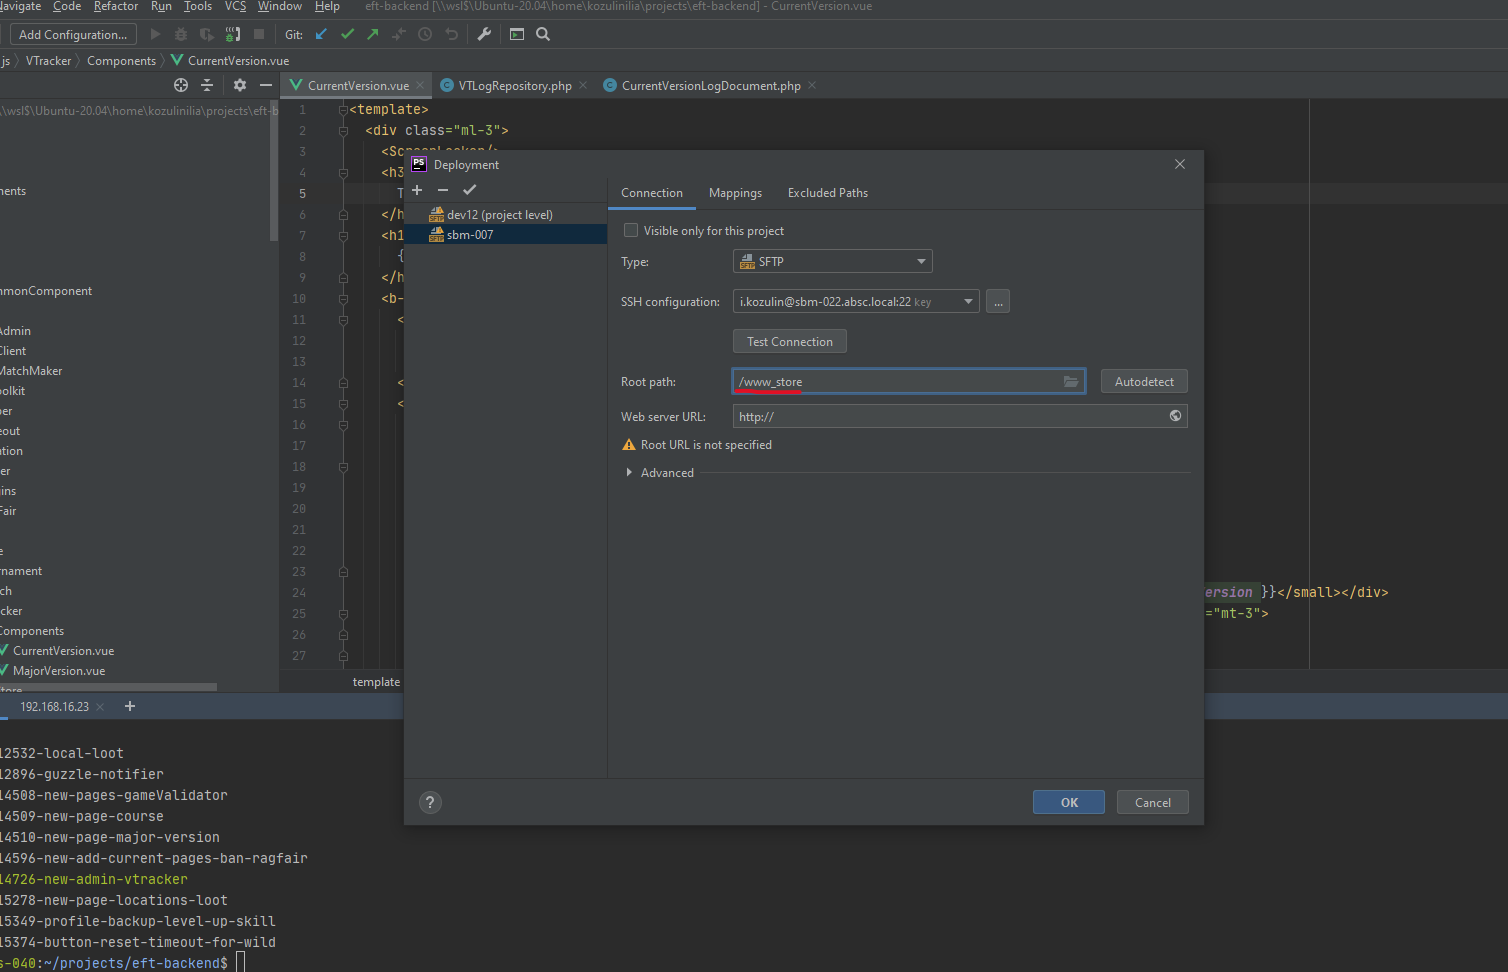 Navigate Code Refactor Run Tools VCS Window Help eft-backend [\\wsl$\Ubuntu-20.04\home\kozulinilia\projects\eft-backend] - CurrentVersion.vue
Add Configuration... Git:
js VTracker Components CurrentVersion.vue
CurrentVersion.vue VTLogRepository.php CurrentVersionLogDocument.php
\\wsl$\Ubuntu-20.04\home\kozulinilia\projects\eft-b
nents
mmonComponent
Admin
Client
MatchMaker
oolkit
per
eout
ntion
er
gins
Fair
e
rnament
ch
cker
Components
CurrentVersion.vue
MajorVersion.vue
Store
1 <template>
2 <div class="ml-3">
3 <ScreenLocker/>
4 <h3
5 T
6 </h
7 <h1
8 {
9 </h
10 <b-
11 <
12
13
14 <
15 <
16
17
18
19
20
21
22
23
24 ersion }}</small></div>
25 ="mt-3">
26
27
template
PS Deployment
dev12 (project level)
sbm-007
Connection Mappings Excluded Paths
Visible only for this project
Type: SFTP
SSH configuration: i.kozulin@sbm-022.absc.local:22 key ...
Test Connection
Root path: /www_store Autodetect
Web server URL: http://
Root URL is not specified
Advanced
? OK Cancel
192.168.16.23
12532-local-loot
12896-guzzle-notifier
14508-new-pages-gameValidator
14509-new-page-course
14510-new-page-major-version
14596-new-add-current-pages-ban-ragfair
14726-new-admin-vtracker
15278-new-page-locations-loot
15349-profile-backup-level-up-skill
15374-button-reset-timeout-for-wild
s-040:~/projects/eft-backend$